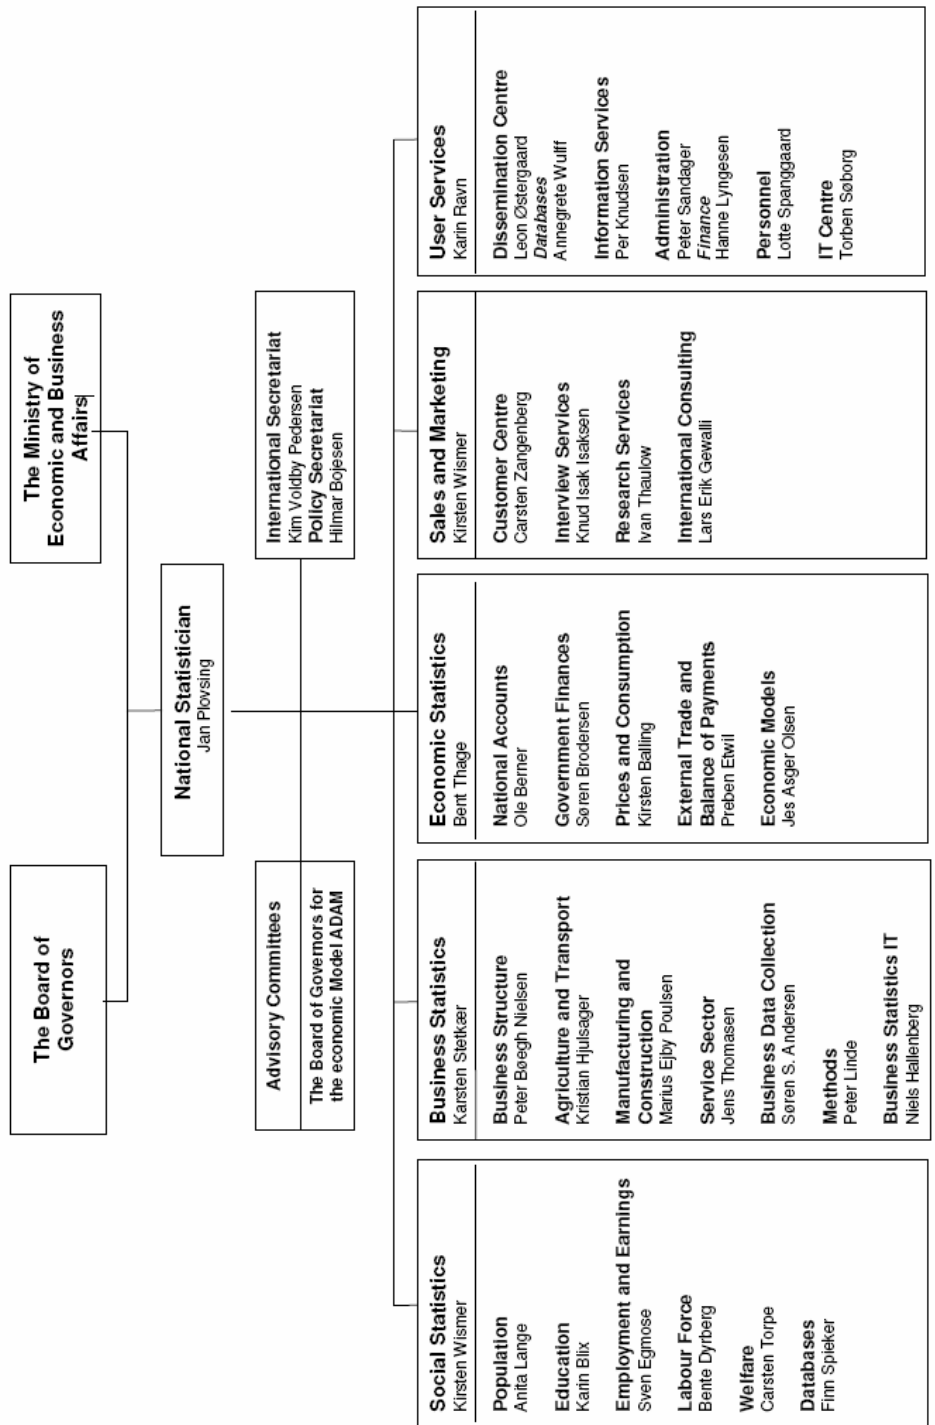 The Board of
Governors
The Ministry of
Economic and Business
Affairs
National Statistician
Jan Plovsing
Advisory Committees
The Board of Governors for
the economic Model ADAM
International Secretariat
Kim Voldby Pedersen
Policy Secretariat
Hilmar Bojesen
Social Statistics
Kirsten Wismer
Population
Anita Lange
Education
Karin Blix
Employment and Earnings
Sven Egmose
Labour Force
Bente Dyrberg
Welfare
Carsten Torpe
Databases
Finn Spieker
Business Statistics
Karsten Stetkær
Business Structure
Peter Bøegh Nielsen
Agriculture and Transport
Kristian Hjulsager
Manufacturing and
Construction
Marius Ejby Poulsen
Service Sector
Jens Thomasen
Business Data Collection
Søren S. Andersen
Methods
Peter Linde
Business Statistics IT
Niels Hallenberg
Economic Statistics
Bent Thage
National Accounts
Ole Berner
Government Finances
Søren Brodersen
Prices and Consumption
Kirsten Balling
External Trade and
Balance of Payments
Preben Etwil
Economic Models
Jes Asger Olsen
Sales and Marketing
Kirsten Wismer
Customer Centre
Carsten Zangenberg
Interview Services
Knud Isak Isaksen
Research Services
Ivan Thaulow
International Consulting
Lars Erik Gewalli
User Services
Karin Ravn
Dissemination Centre
Leon Østergaard
Databases
Annegrete Wulff
Information Services
Per Knudsen
Administration
Peter Sandager
Finance
Hanne Lyngesen
Personnel
Lotte Spanggaard
IT Centre
Torben Søborg